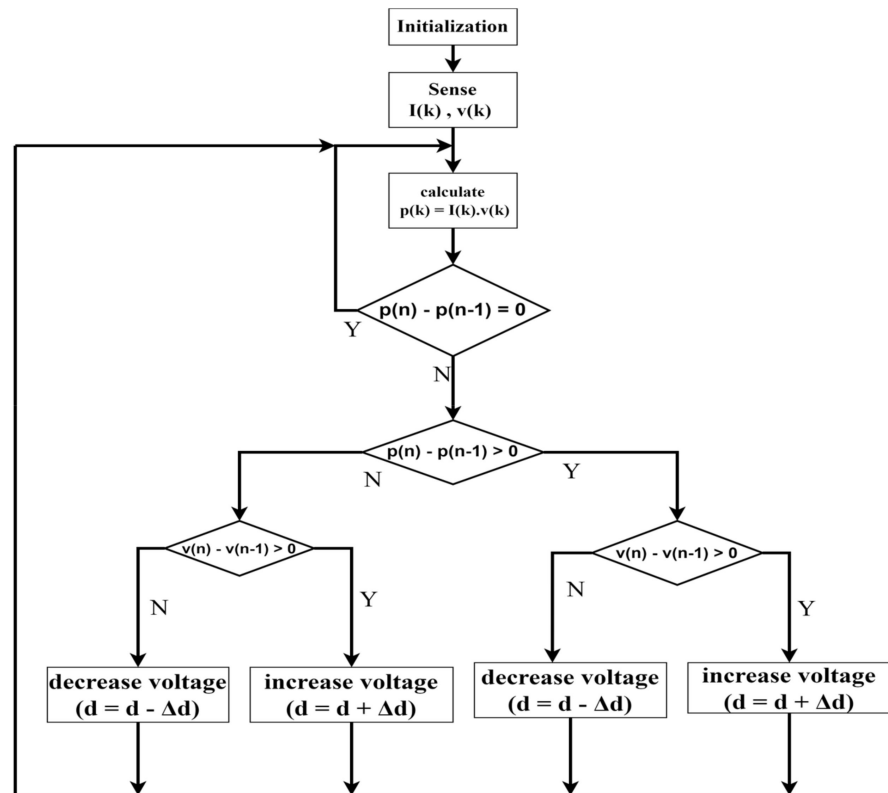 Initialization
Sense
I(k) , v(k)
calculate
p(k) = I(k).v(k)
p(n) - p(n-1) = 0
Y
N
p(n) - p(n-1) > 0
N
Y
v(n) - v(n-1) > 0
v(n) - v(n-1) > 0
N
Y
N
Y
decrease voltage
(d = d - Δd)
increase voltage
(d = d + Δd)
decrease voltage
(d = d - Δd)
increase voltage
(d = d + Δd)